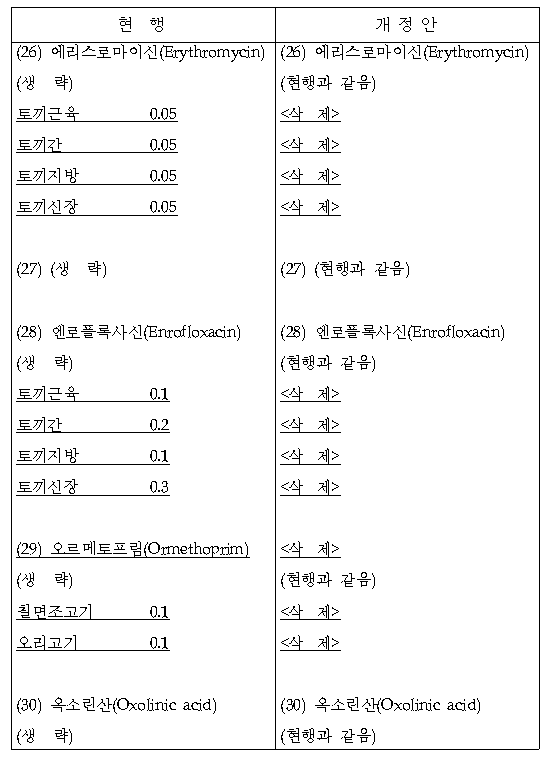 현 행 개 정 안
(26) 에리스로마이신(Erythromycin) (26) 에리스로마이신(Erythromycin)
(생 략) (현행과 같음)
토끼근육 0.05 <삭 제>
토끼간 0.05 <삭 제>
토끼지방 0.05 <삭 제>
토끼신장 0.05 <삭 제>
(27) (생 략) (27) (현행과 같음)
(28) 엔로플록사신(Enrofloxacin) (28) 엔로플록사신(Enrofloxacin)
(생 략) (현행과 같음)
토끼근육 0.1 <삭 제>
토끼간 0.2 <삭 제>
토끼지방 0.1 <삭 제>
토끼신장 0.3 <삭 제>
(29) 오르메토프림(Ormethoprim) <삭 제>
(생 략) (현행과 같음)
칠면조고기 0.1 <삭 제>
오리고기 0.1 <삭 제>
(30) 옥소린산(Oxolinic acid) (30) 옥소린산(Oxolinic acid)
(생 략) (현행과 같음)